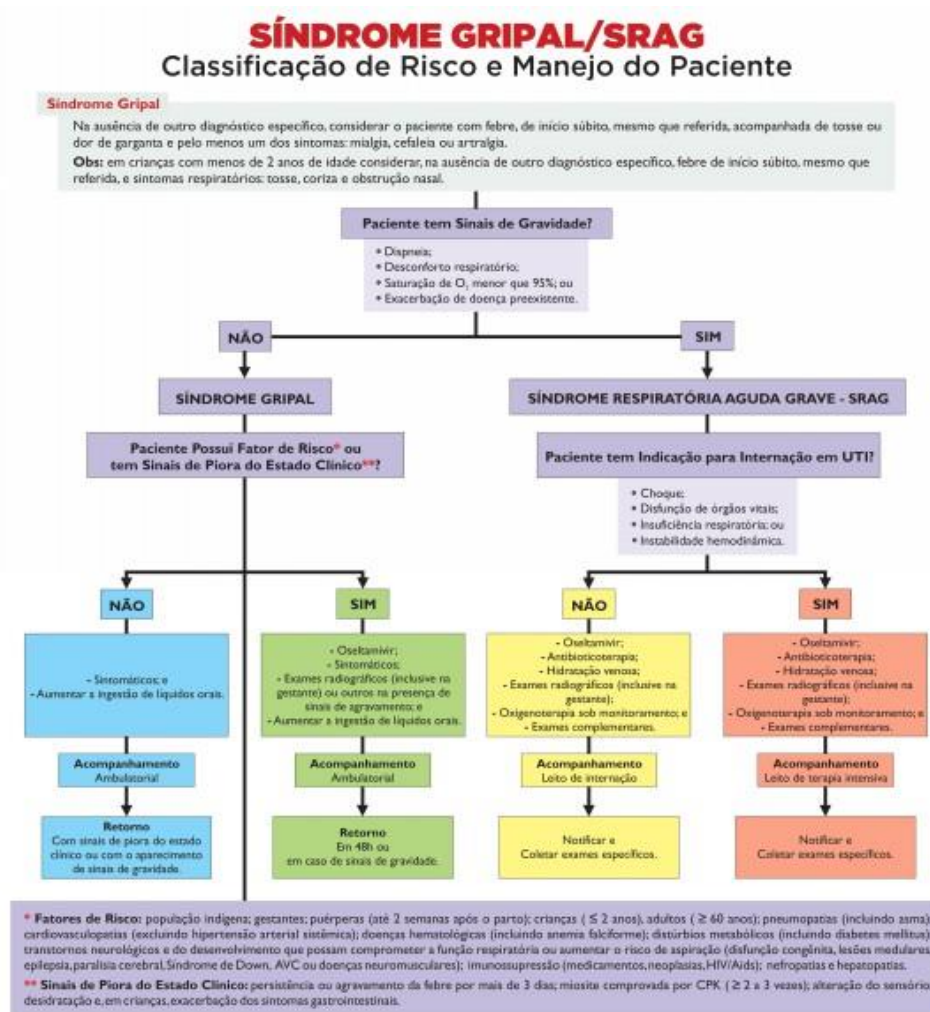 SÍNDROME GRIPAL/SRAG
Classificação de Risco e Manejo do Paciente
Síndrome Gripal
Na ausência de outro diagnóstico específico, considerar o paciente com febre, de início súbito, mesmo que referida, acompanhada de tosse ou
dor de garganta e pelo menos um dos sintomas: mialgia, cefaleia ou artralgia.
Obs: em crianças com menos de 2 anos de idade considerar, na ausência de outro diagnóstico específico, febre de início súbito, mesmo que
referida, e sintomas respiratórios: tosse, coriza e obstrução nasal.
Paciente tem Sinais de Gravidade?
• Dispneia;
• Desconforto respiratório;
• Saturação de O₂ menor que 95%; ou
• Exacerbação de doença preexistente.
NÃO
SIM
SÍNDROME GRIPAL
SÍNDROME RESPIRATÓRIA AGUDA GRAVE - SRAG
Paciente Possui Fator de Risco* ou
tem Sinais de Piora do Estado Clínico**?
Paciente tem Indicação para Internação em UTI?
• Choque;
• Disfunção de órgãos vitais;
• Insuficiência respiratória; ou
• Instabilidade hemodinâmica.
NÃO
SIM
NÃO
SIM
- Sintomáticos; e
- Aumentar a ingestão de líquidos orais.
- Oseltamivir;
- Sintomáticos;
- Exames radiográficos (inclusive na
gestante) ou outros na presença de
sinais de agravamento; e
- Aumentar a ingestão de líquidos orais.
- Oseltamivir;
- Antibioticoterapia;
- Hidratação venosa;
- Exames radiográficos (inclusive na
gestante);
- Oxigenoterapia sob monitoramento; e
- Exames complementares.
- Oseltamivir;
- Antibioticoterapia;
- Hidratação venosa;
- Exames radiográficos (inclusive na
gestante);
- Oxigenoterapia sob monitoramento; e
- Exames complementares.
Acompanhamento
Ambulatorial
Acompanhamento
Ambulatorial
Acompanhamento
Leito de internação
Acompanhamento
Leito de terapia intensiva
Retorno
Com sinais de piora do estado
clínico ou com o aparecimento
de sinais de gravidade.
Retorno
Em 48h ou
em caso de sinais de gravidade.
Notificar e
Coletar exames específicos.
Notificar e
Coletar exames específicos.
* Fatores de Risco: população indígena; gestantes; puérperas (até 2 semanas após o parto); crianças ( ≤ 2 anos), adultos ( ≥ 60 anos); pneumopatias (incluindo asma)
cardiovasculopatias (excluindo hipertensão arterial sistêmica); doenças hematológicas (incluindo anemia falciforme); distúrbios metabólicos (incluindo diabetes mellitus)
transtornos neurológicos e do desenvolvimento que possam comprometer a função respiratória ou aumentar o risco de aspiração (disfunção congênita, lesões medulares
epilepsia, paralisia cerebral, Síndrome de Down, AVC ou doenças neuromusculares); imunossupressão (medicamentos, neoplasias, HIV/Aids); nefropatias e hepatopatias.
** Sinais de Piora do Estado Clínico: persistência ou agravamento da febre por mais de 3 dias; miosite comprovada por CPK ( ≥ 2 a 3 vezes); alteração do sensório
desidratação e, em crianças, exacerbação dos sintomas gastrointestinais.